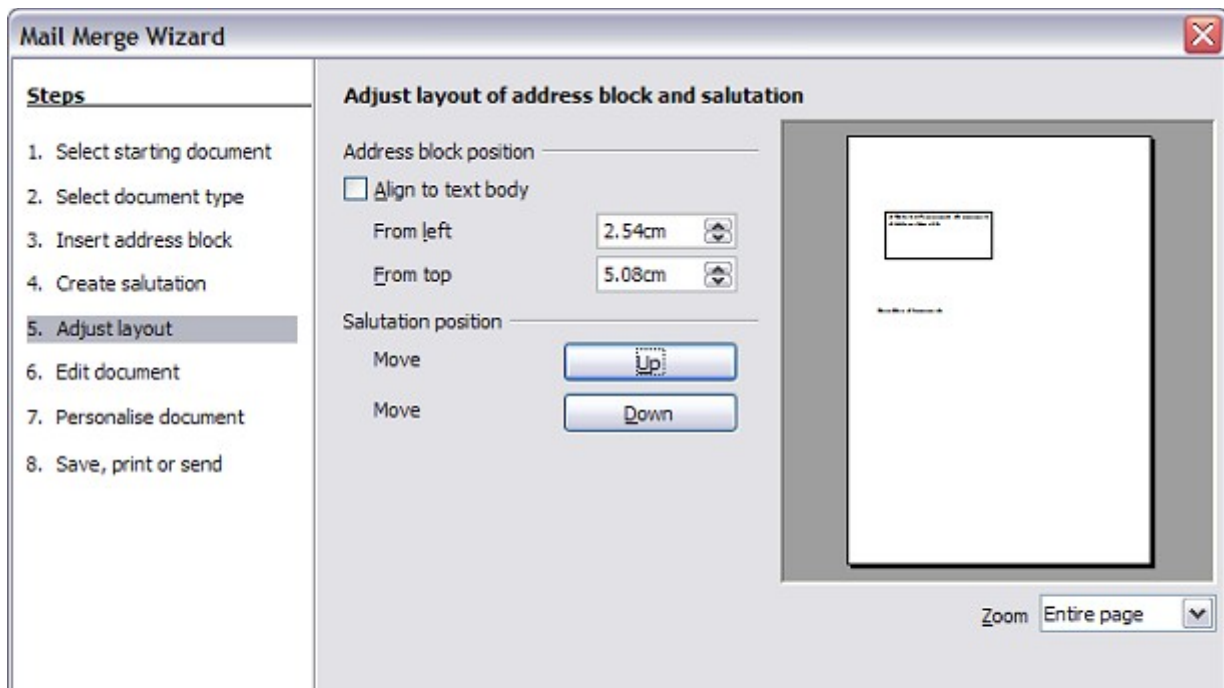 Mail Merge Wizard
Steps
1. Select starting document
2. Select document type
3. Insert address block
4. Create salutation
5. Adjust layout
6. Edit document
7. Personalise document
8. Save, print or send
Adjust layout of address block and salutation
Address block position
Align to text body
From left 2.54cm
From top 5.08cm
Salutation position
Move Up
Move Down
Zoom Entire page